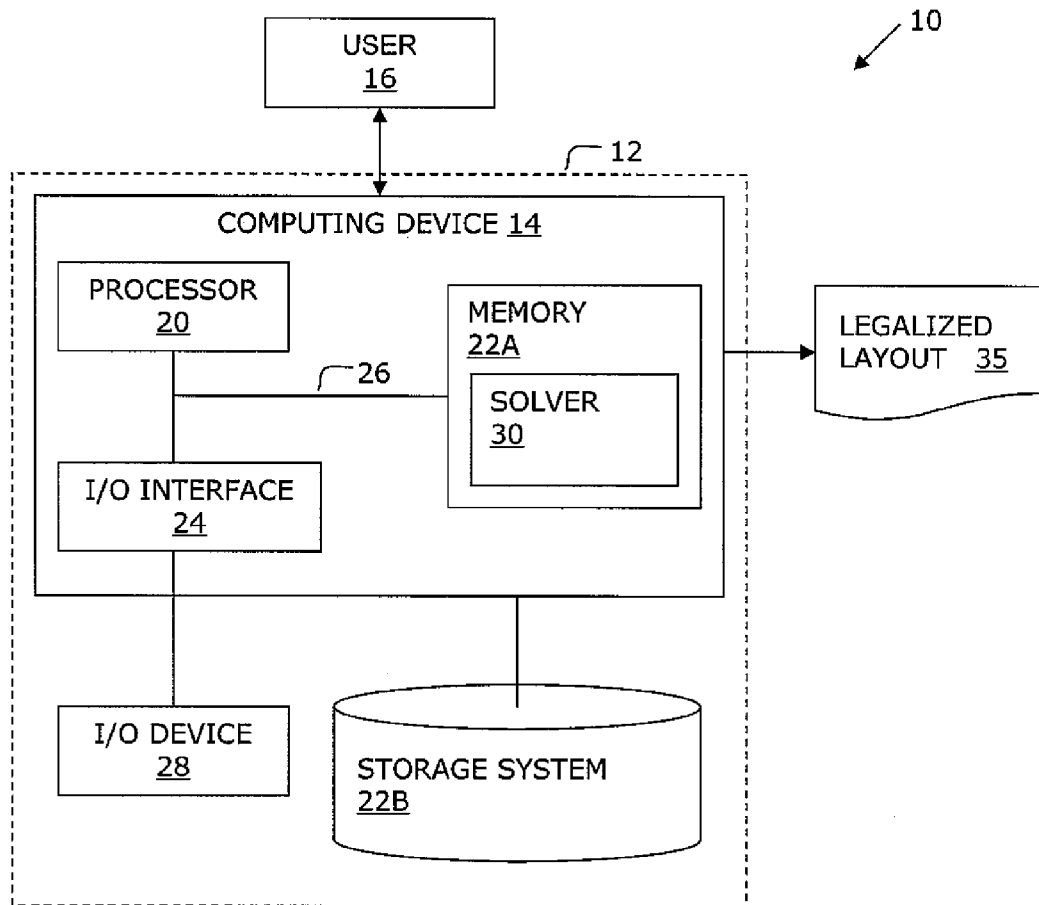 10
USER
16
12
COMPUTING DEVICE 14
PROCESSOR
20
MEMORY
22A
LEGALIZED
LAYOUT 35
26
SOLVER
30
I/O INTERFACE
24
I/O DEVICE
28
STORAGE SYSTEM
22B